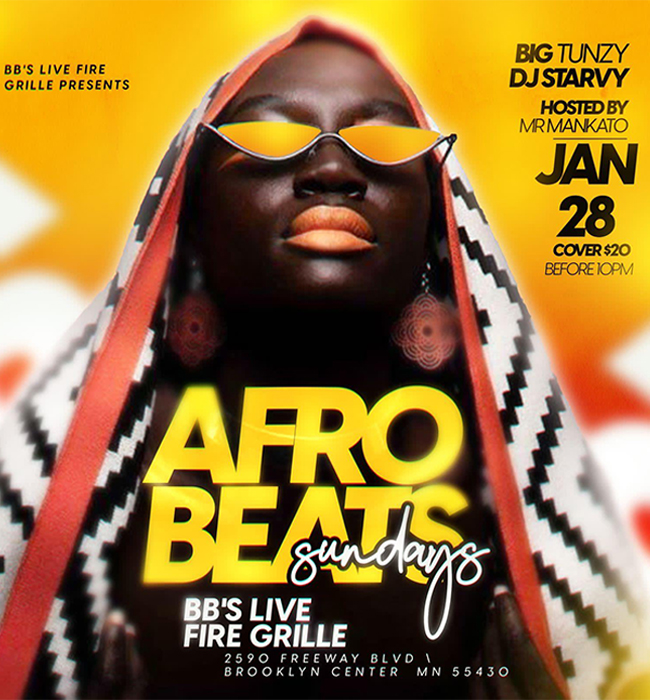 BB'S LIVE FIRE
GRILLE PRESENTS
BIG TUNZY
DJ STARVY
HOSTED BY
MR MANKATO
JAN
28
COVER $20
BEFORE 10PM
AFRO
BEATS
sundays
BB'S LIVE
FIRE GRILLE
2590 FREEWAY BLVD \
BROOKLYN CENTER MN 55430